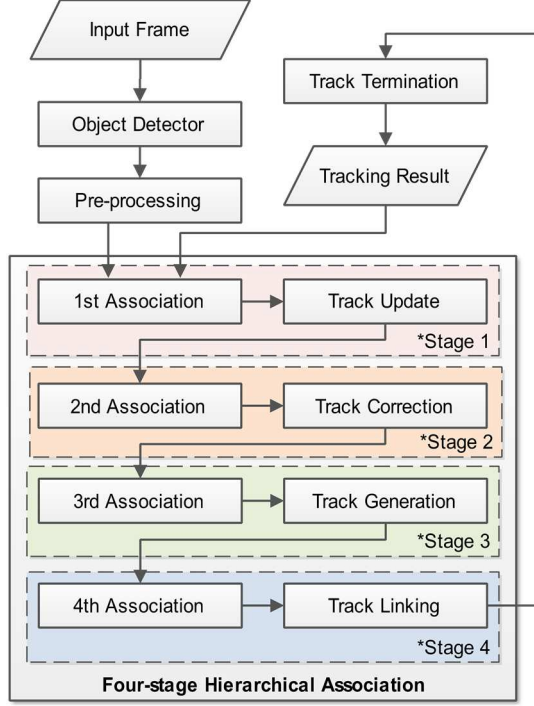 Input Frame
Track Termination
Object Detector
Tracking Result
Pre-processing
1st Association
Track Update
*Stage 1
2nd Association
Track Correction
*Stage 2
3rd Association
Track Generation
*Stage 3
4th Association
Track Linking
*Stage 4
Four-stage Hierarchical Association